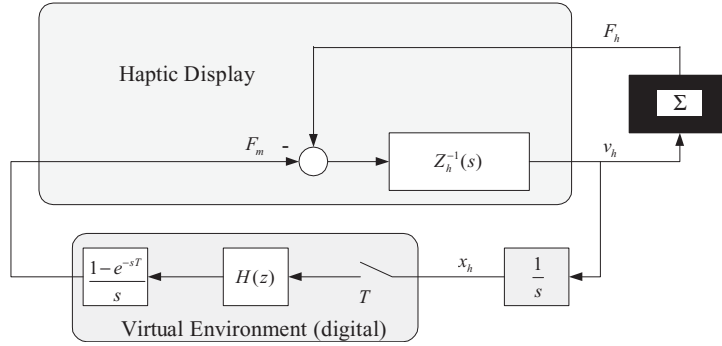 F_h
Haptic Display
Σ
F_m -
Z_h^{-1}(s)
v_h
1-e^{-sT}
s
H(z)
T
x_h
1
s
Virtual Environment (digital)